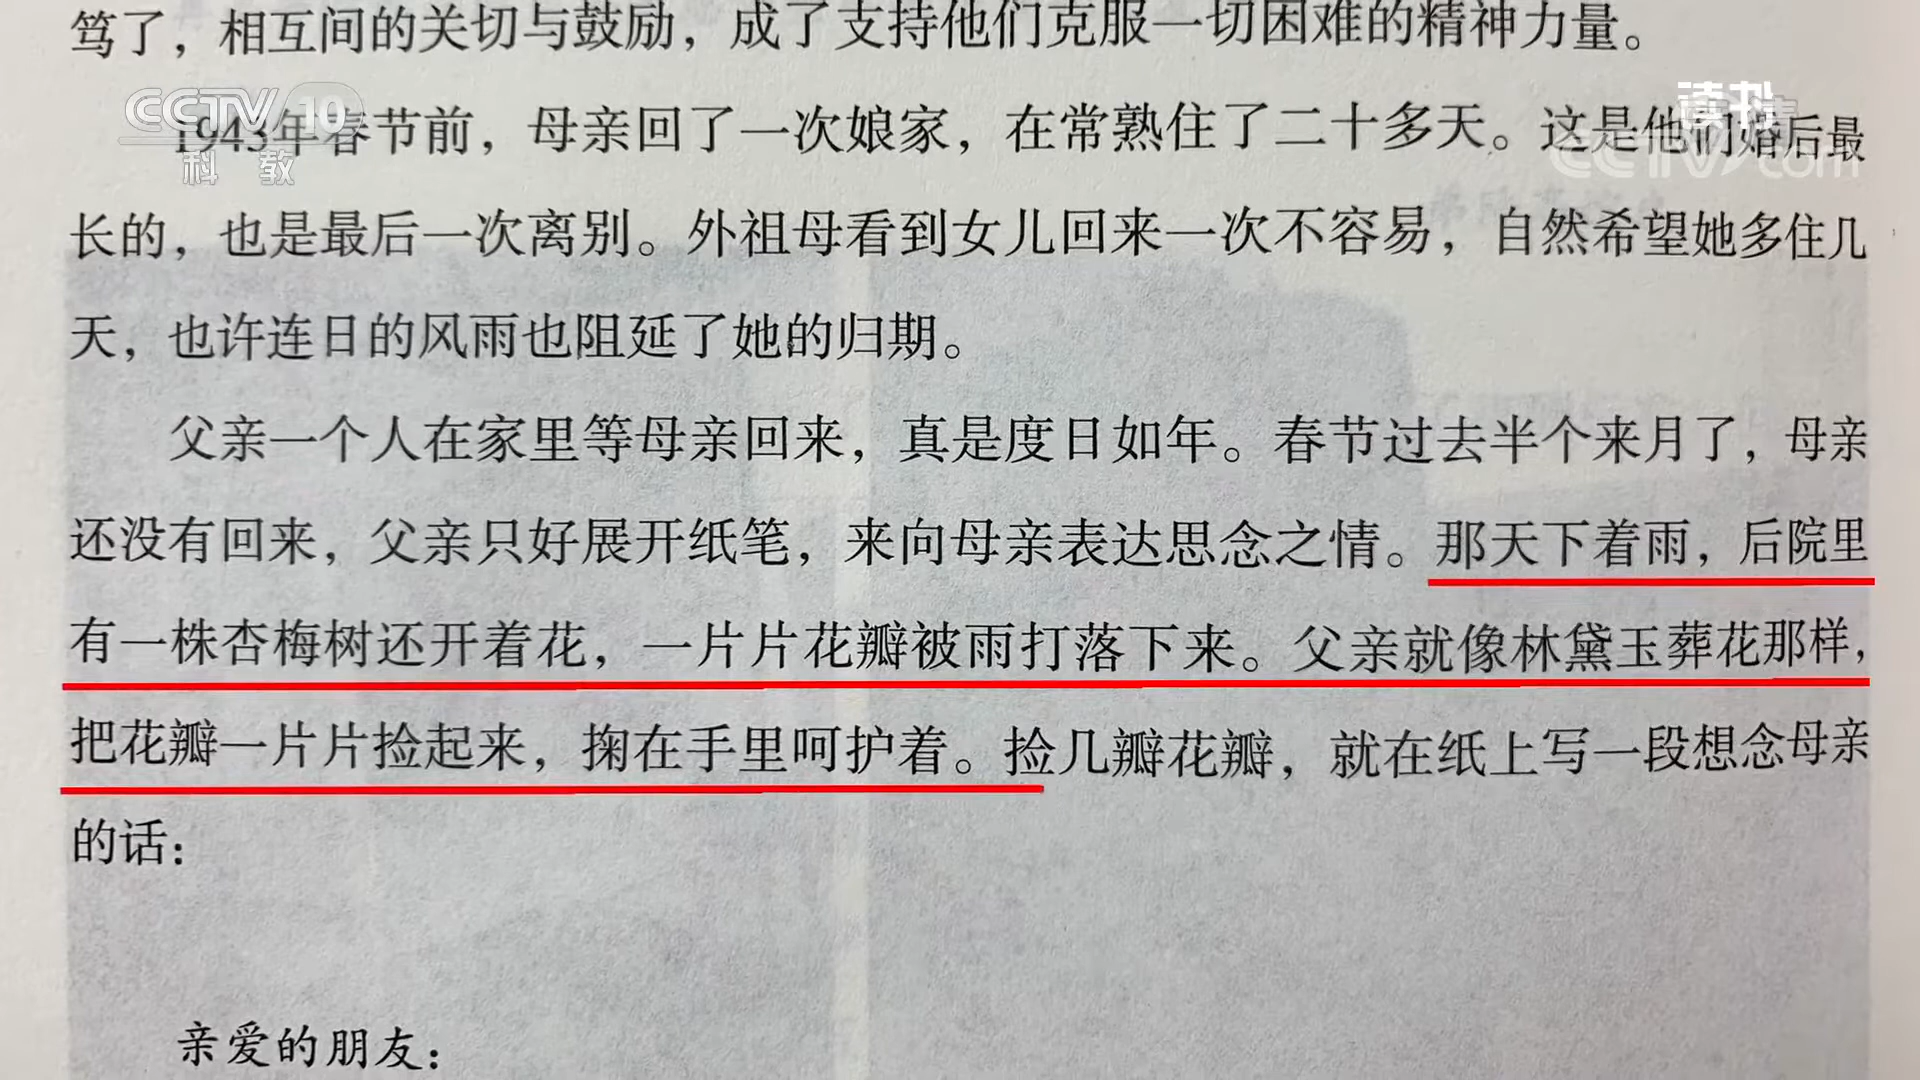 笃了，相互间的关切与鼓励，成了支持他们克服一切困难的精神力量。
CCTV 10
科教
读书
CCTV.com
1943年春节前，母亲回了一次娘家，在常熟住了二十多天。这是他们婚后最
长的，也是最后一次离别。外祖母看到女儿回来一次不容易，自然希望她多住几
天，也许连日的风雨也阻延了她的归期。
父亲一个人在家里等母亲回来，真是度日如年。春节过去半个来月了，母亲
还没有回来，父亲只好展开纸笔，来向母亲表达思念之情。那天下着雨，后院里
有一株杏梅树还开着花，一片片花瓣被雨打落下来。父亲就像林黛玉葬花那样，
把花瓣一片片捡起来，掬在手里呵护着。捡几瓣花瓣，就在纸上写一段想念母亲
的话：
亲爱的朋友：